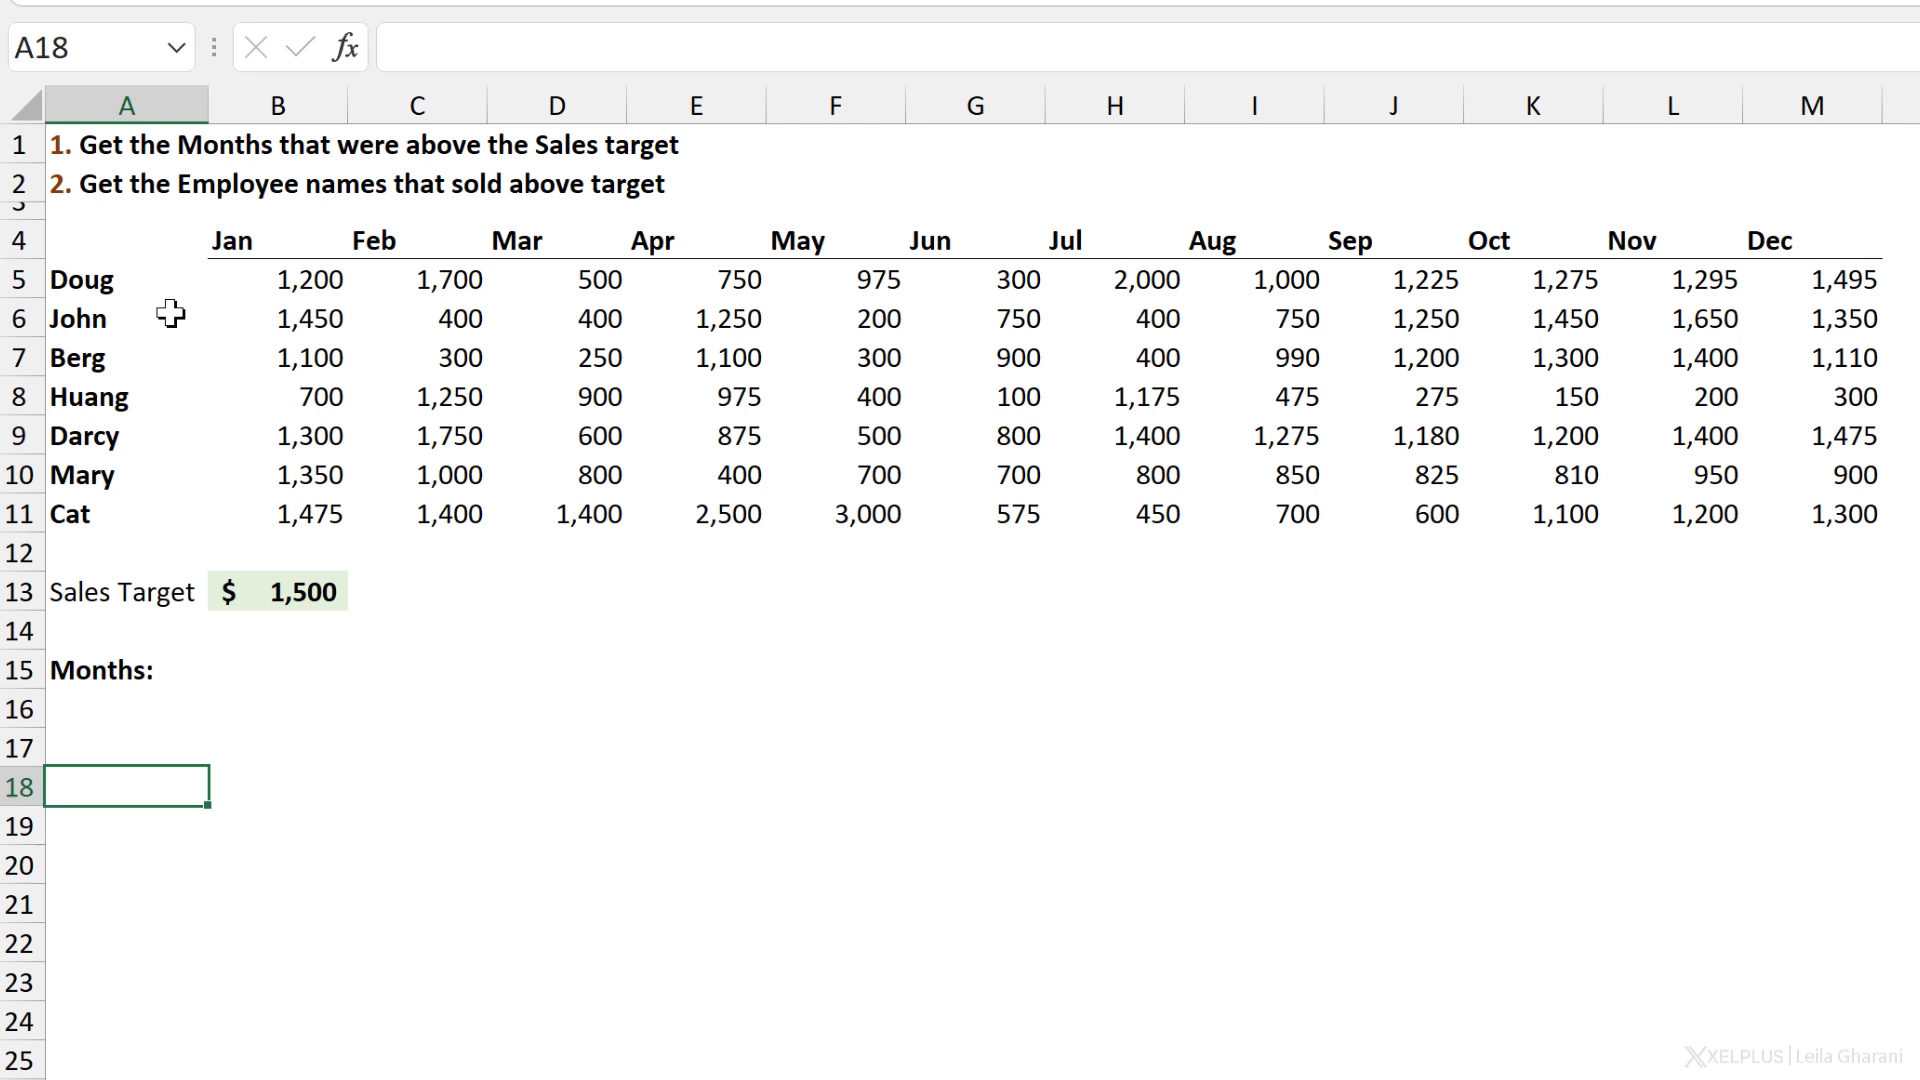 A18 fx
A B C D E F G H I J K L M
1 1. Get the Months that were above the Sales target
2 2. Get the Employee names that sold above target
3
4 Jan Feb Mar Apr May Jun Jul Aug Sep Oct Nov Dec
5 Doug 1,200 1,700 500 750 975 300 2,000 1,000 1,225 1,275 1,295 1,495
6 John 1,450 400 400 1,250 200 750 400 750 1,250 1,450 1,650 1,350
7 Berg 1,100 300 250 1,100 300 900 400 990 1,200 1,300 1,400 1,110
8 Huang 700 1,250 900 975 400 100 1,175 475 275 150 200 300
9 Darcy 1,300 1,750 600 875 500 800 1,400 1,275 1,180 1,200 1,400 1,475
10 Mary 1,350 1,000 800 400 700 700 800 850 825 810 950 900
11 Cat 1,475 1,400 1,400 2,500 3,000 575 450 700 600 1,100 1,200 1,300
12
13 Sales Target $ 1,500
14
15 Months:
16
17
18
19
20
21
22
23
24
25
XELPLUS | Leila Gharani